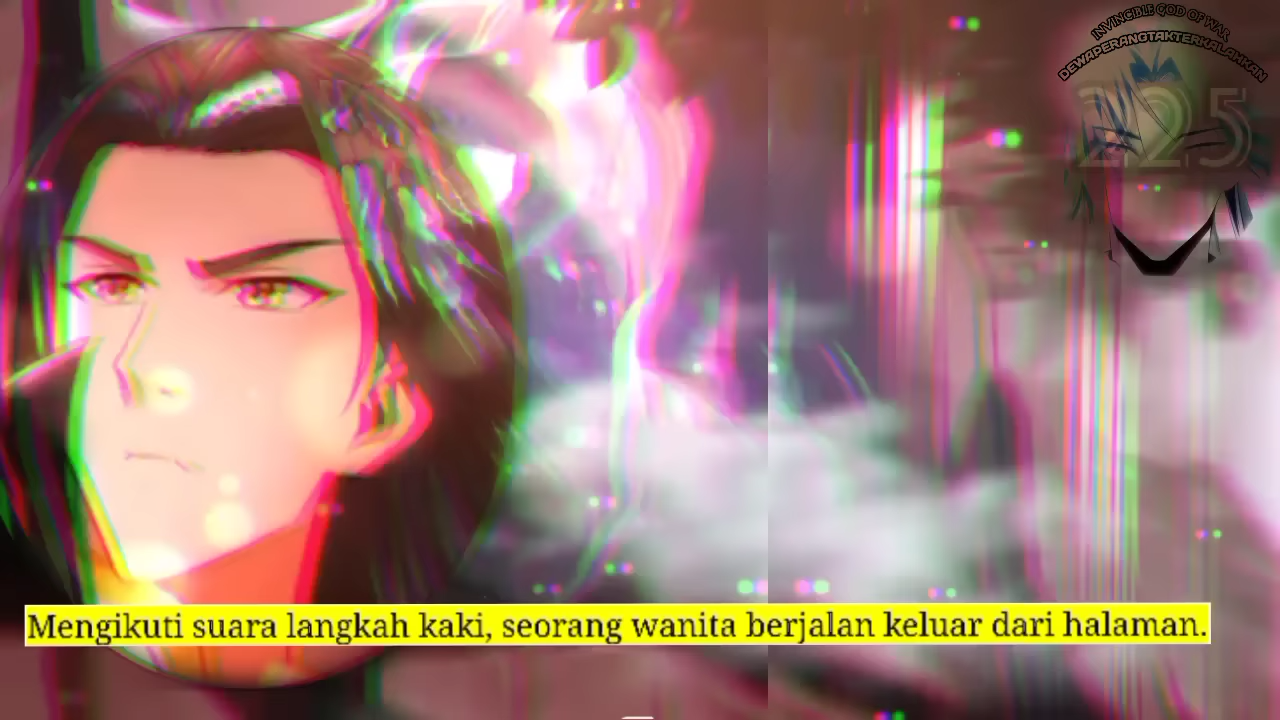 INVINCIBLE GOD OF WAR
DEWAPERANGTAKTERKALAHKAN
225
Mengikuti suara langkah kaki, seorang wanita berjalan keluar dari halaman.